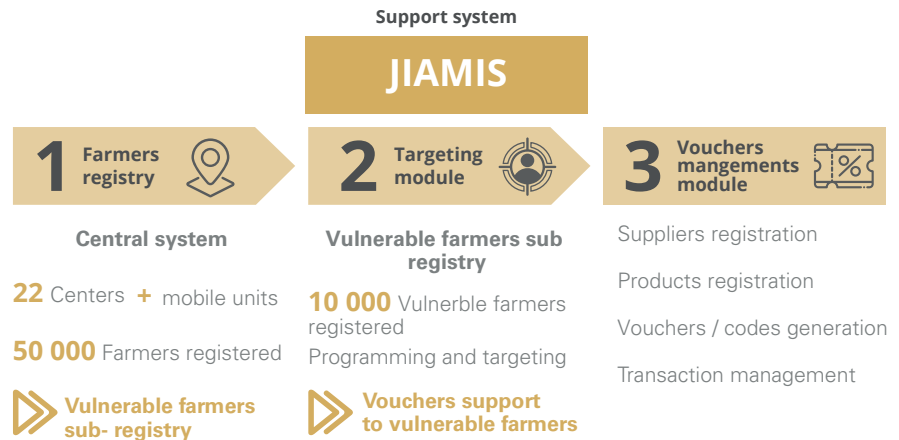 Support system
JIAMIS
1 Farmers
registry
Central system
22 Centers + mobile units
50 000 Farmers registered
Vulnerable farmers
sub- registry
2 Targeting
module
Vulnerable farmers sub
registry
10 000 Vulnerble farmers
registered
Programming and targeting
Vouchers support
to vulnerable farmers
3 Vouchers
mangements
module
%
Suppliers registration
Products registration
Vouchers / codes generation
Transaction management